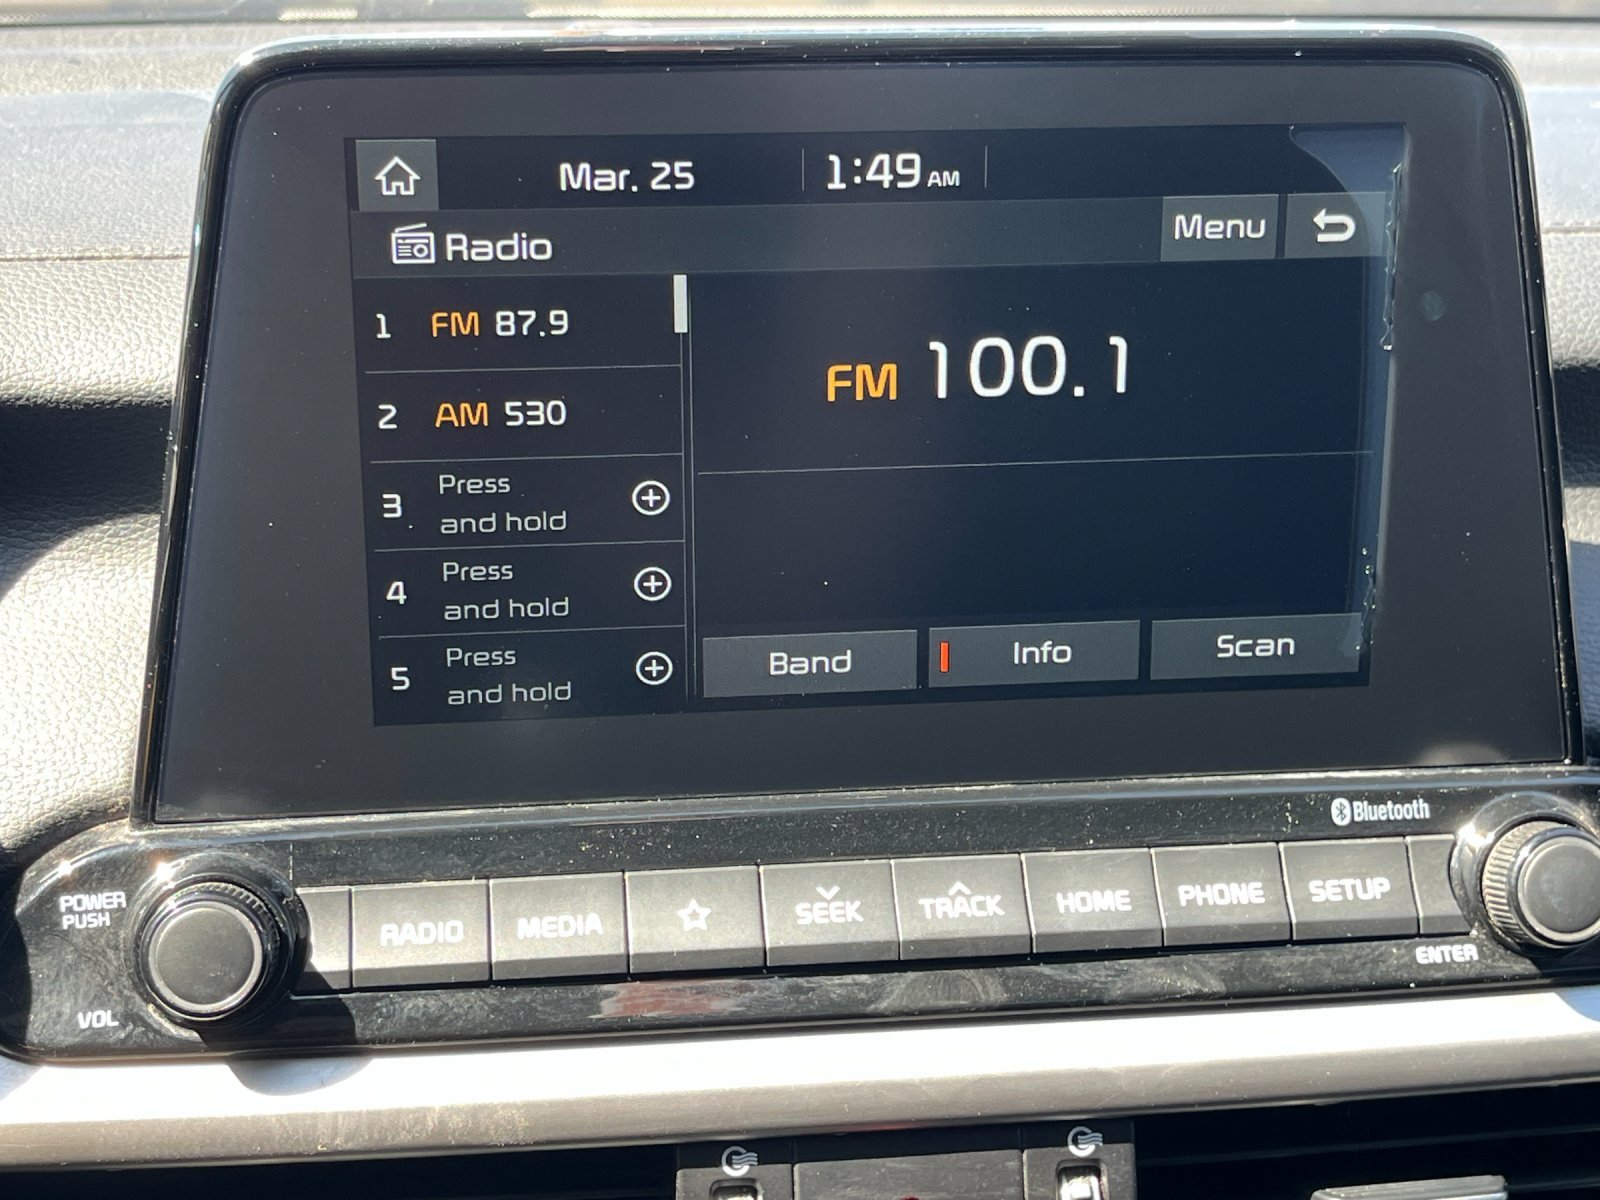 Mar. 25
1:49 AM
Radio
Menu
1 FM 87.9
2 AM 530
3 Press
and hold
4 Press
and hold
5 Press
and hold
FM 100.1
Band
Info
Scan
Bluetooth
POWER
PUSH
VOL
RADIO
MEDIA
SEEK
TRACK
HOME
PHONE
SETUP
ENTER